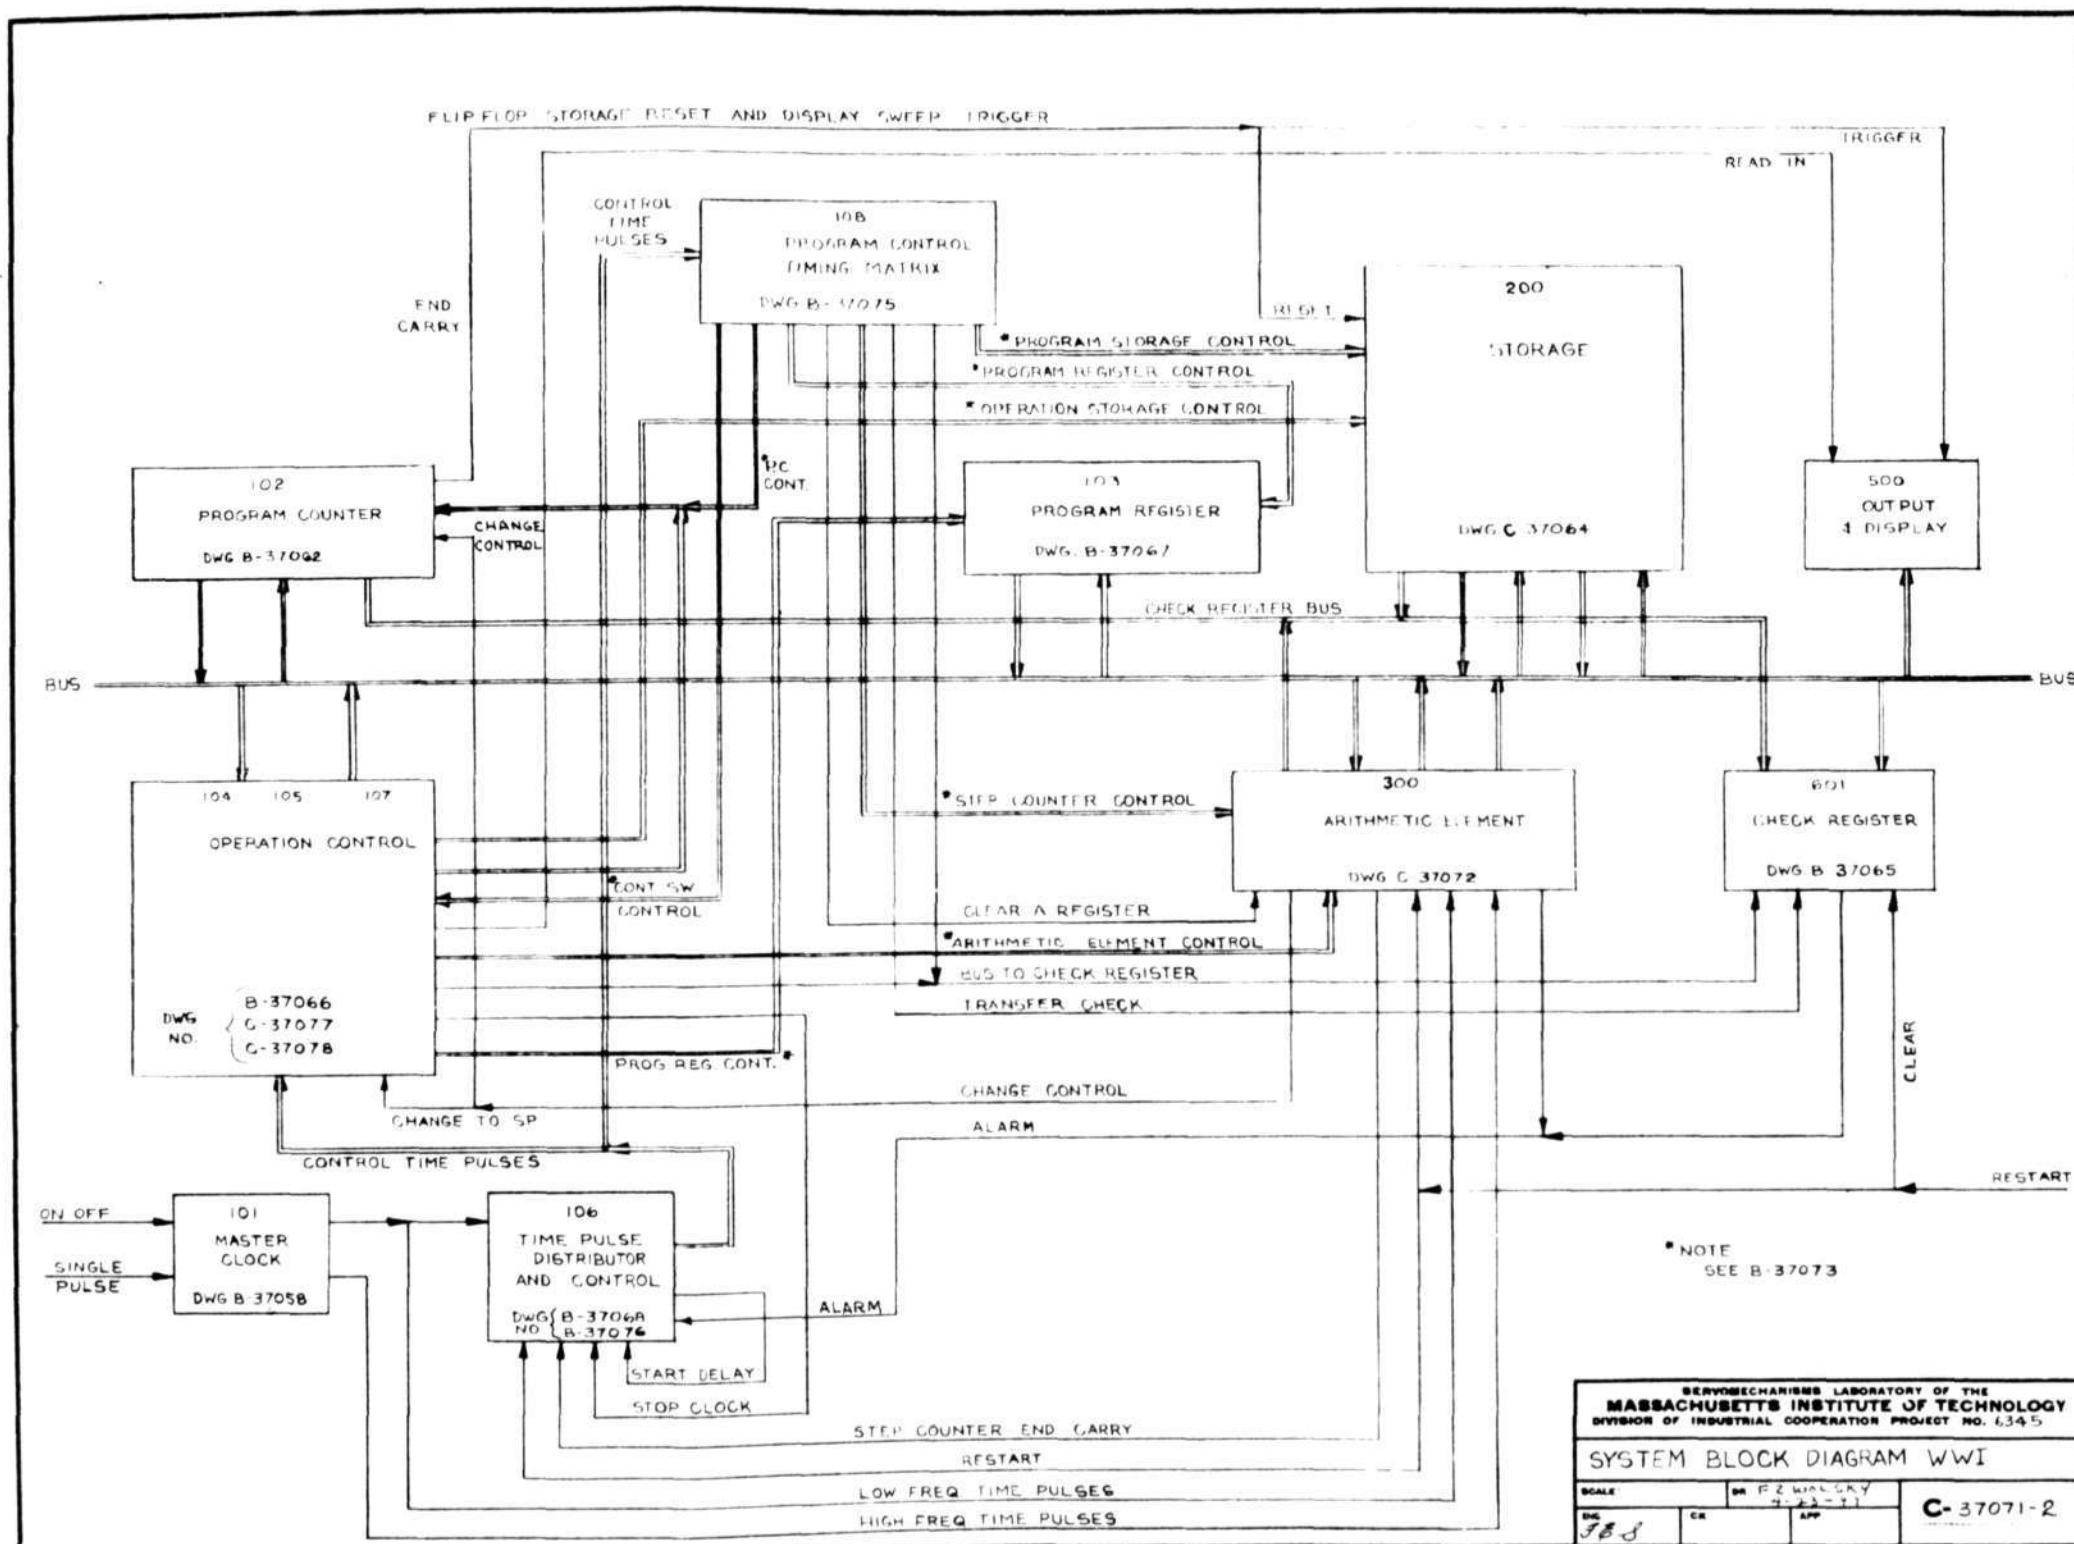 FLIP FLOP STORAGE RESET AND DISPLAY SWEEP TRIGGER
TRIGGER
READ IN
CONTROL
TIME
PULSES
108
PROGRAM CONTROL
TIMING MATRIX
DWG B-37075
END
CARRY
RESET
200
STORAGE
DWG C 37064
* PROGRAM STORAGE CONTROL
* PROGRAM REGISTER CONTROL
* OPERATION STORAGE CONTROL
* P.C
CONT.
102
PROGRAM COUNTER
DWG B-37062
CHANGE
CONTROL
103
PROGRAM REGISTER
DWG. B-37067
500
OUTPUT
& DISPLAY
CHECK REGISTER BUS
BUS
BUS
104 105 107
OPERATION CONTROL
DWG
NO.
B-37066
C-37077
C-37078
* STEP COUNTER CONTROL
300
ARITHMETIC ELEMENT
DWG C 37072
601
CHECK REGISTER
DWG B 37065
* CONT SW
CONTROL
CLEAR A REGISTER
* ARITHMETIC ELEMENT CONTROL
BUS TO CHECK REGISTER
TRANSFER CHECK
PROG REG CONT. *
CLEAR
CHANGE CONTROL
CHANGE TO SP
ALARM
CONTROL TIME PULSES
RESTART
ON OFF
SINGLE
PULSE
101
MASTER
CLOCK
DWG B-37058
106
TIME PULSE
DISTRIBUTOR
AND CONTROL
DWG
NO
B-37068
B-37076
ALARM
START DELAY
STOP CLOCK
STEP COUNTER END CARRY
RESTART
LOW FREQ TIME PULSES
HIGH FREQ TIME PULSES
* NOTE
SEE B-37073
SERVOMECHANISMS LABORATORY OF THE
MASSACHUSETTS INSTITUTE OF TECHNOLOGY
DIVISION OF INDUSTRIAL COOPERATION PROJECT NO. 6345
SYSTEM BLOCK DIAGRAM WWI
SCALE
DR
C-37071-2
ENG
CK
APP